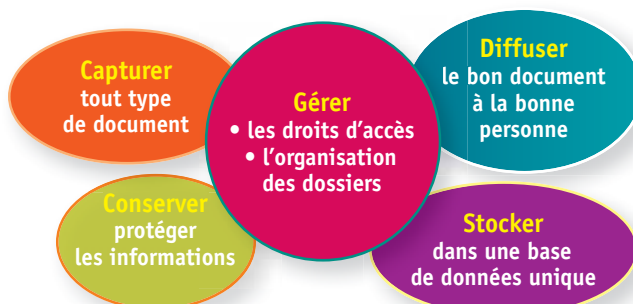 Capturer
tout type
de document
Gérer
• les droits d’accès
• l’organisation
des dossiers
Diffuser
le bon document
à la bonne
personne
Conserver
protéger
les informations
Stocker
dans une base
de données unique